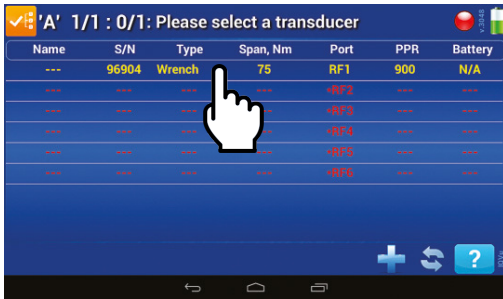 'A' 1/1 : 0/1: Please select a transducer
v.3048
Name S/N Type Span, Nm Port PPR Battery
--- 96904 Wrench 75 RF1 900 N/A
--- --- --- --- *RF2 --- ---
--- --- --- --- *RF3 --- ---
--- --- --- --- *RF4 --- ---
--- --- --- --- *RF5 --- ---
--- --- --- --- *RF6 --- ---
?